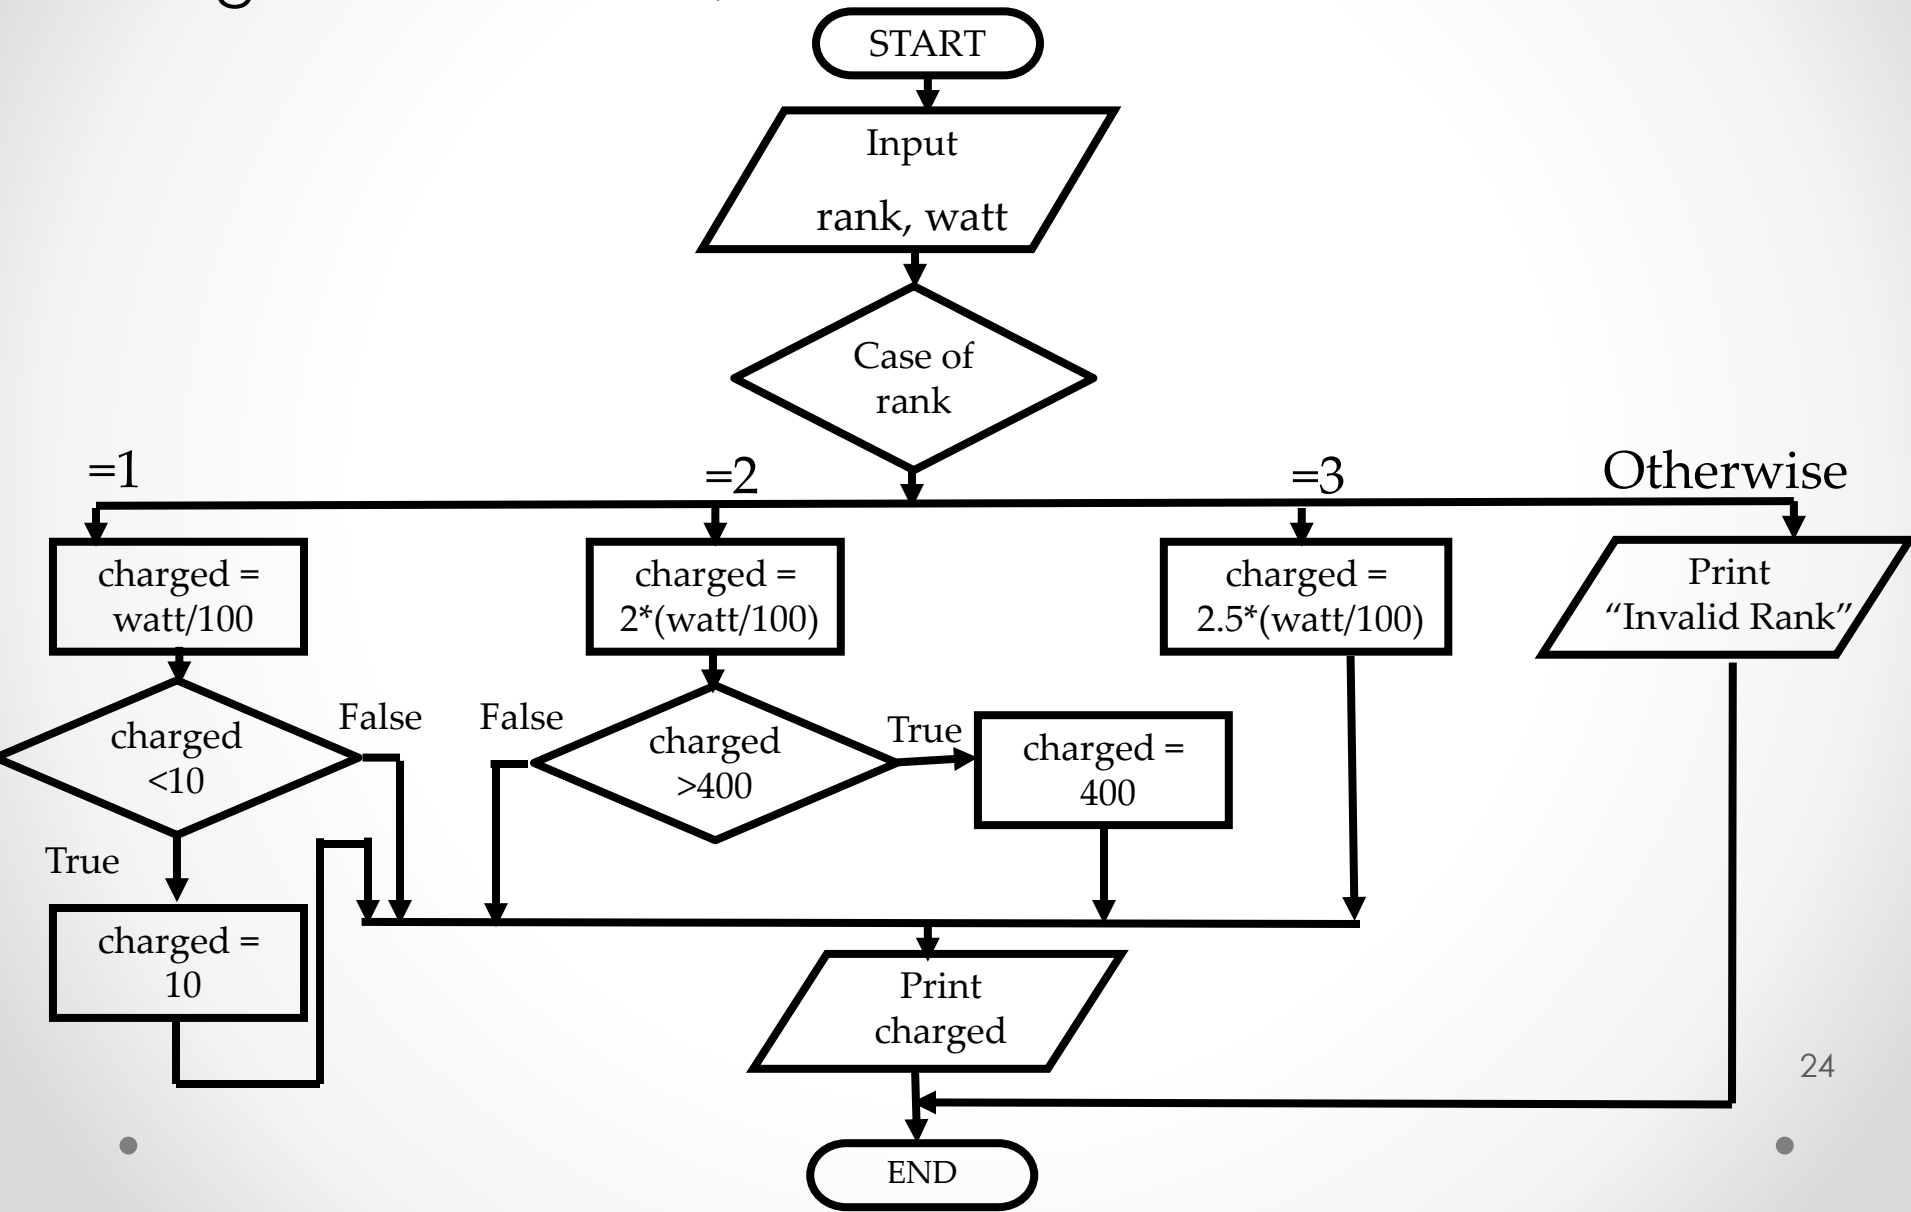 START
Input
rank, watt
Case of
rank
=1
=2
=3
Otherwise
charged =
watt/100
charged =
2*(watt/100)
charged =
2.5*(watt/100)
Print
“Invalid Rank”
charged
<10
False
True
False
charged
>400
True
charged =
400
charged =
10
Print
charged
24
END